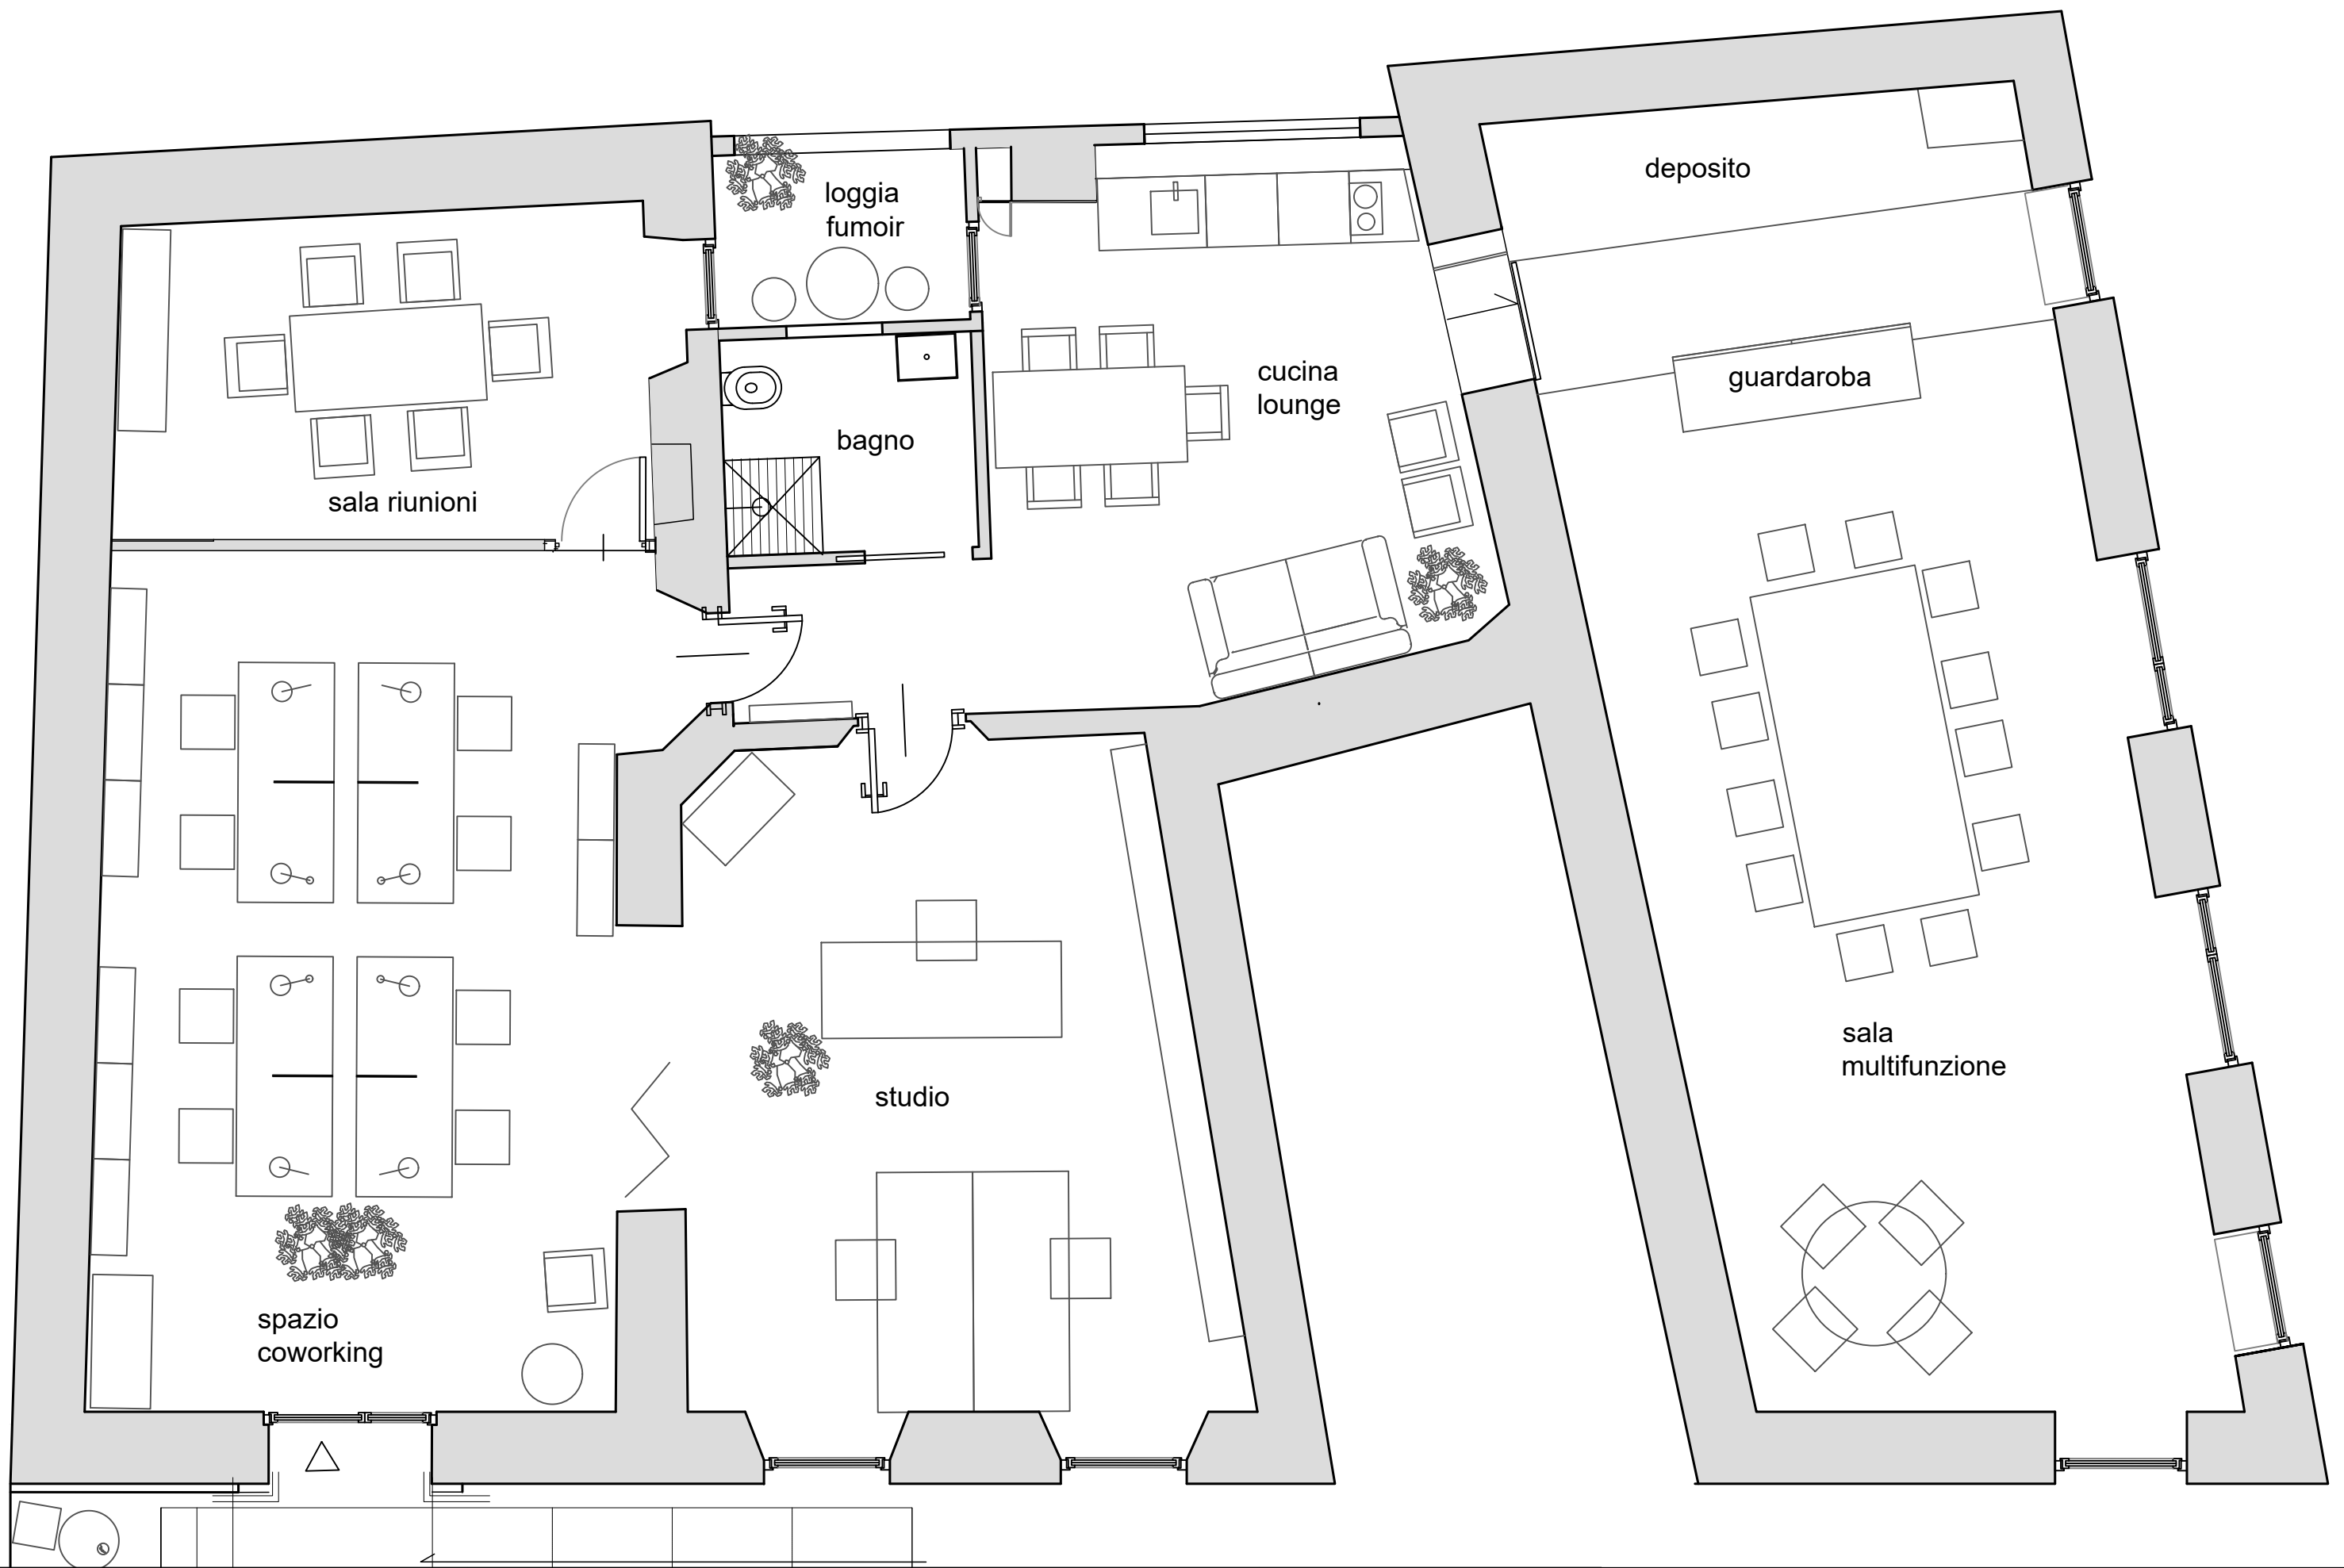 deposito
loggia
fumoir
cucina
lounge
guardaroba
bagno
sala riunioni
sala
multifunzione
studio
spazio
coworking